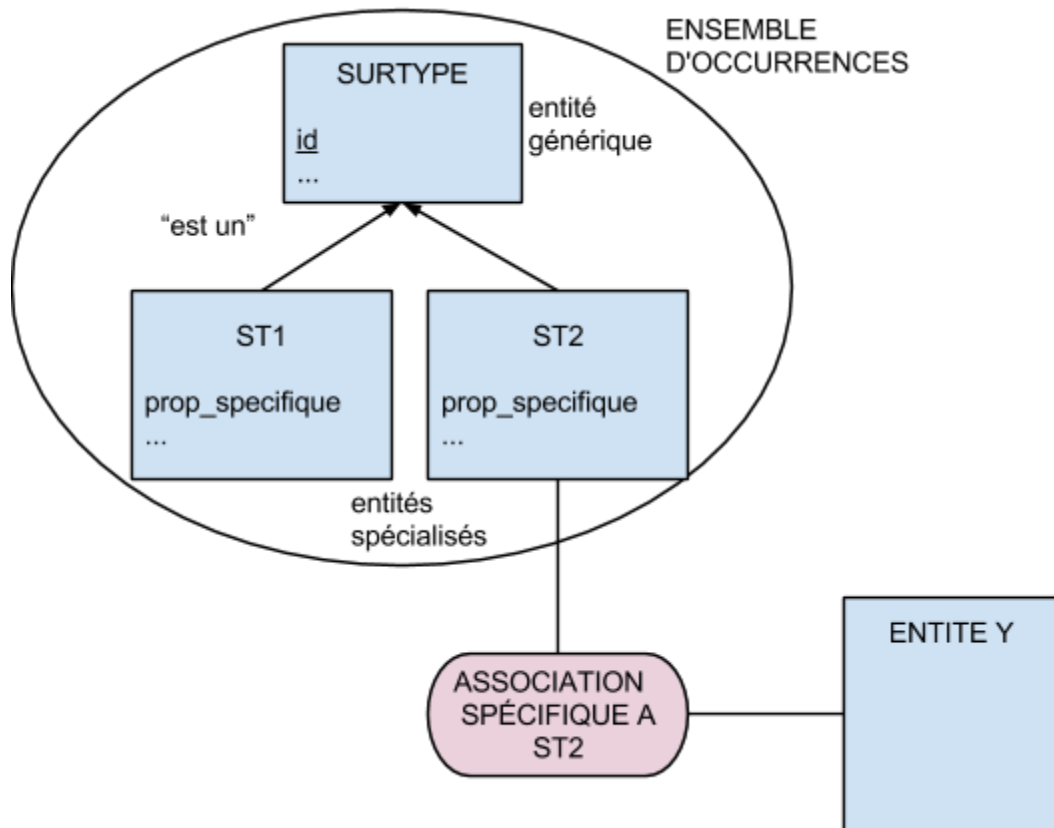 ENSEMBLE
D'OCCURRENCES
SURTYPE
entité
générique
id
...
“est un”
ST1
prop_specifique
...
ST2
prop_specifique
...
entités
spécialisés
ENTITE Y
ASSOCIATION
SPÉCIFIQUE A
ST2